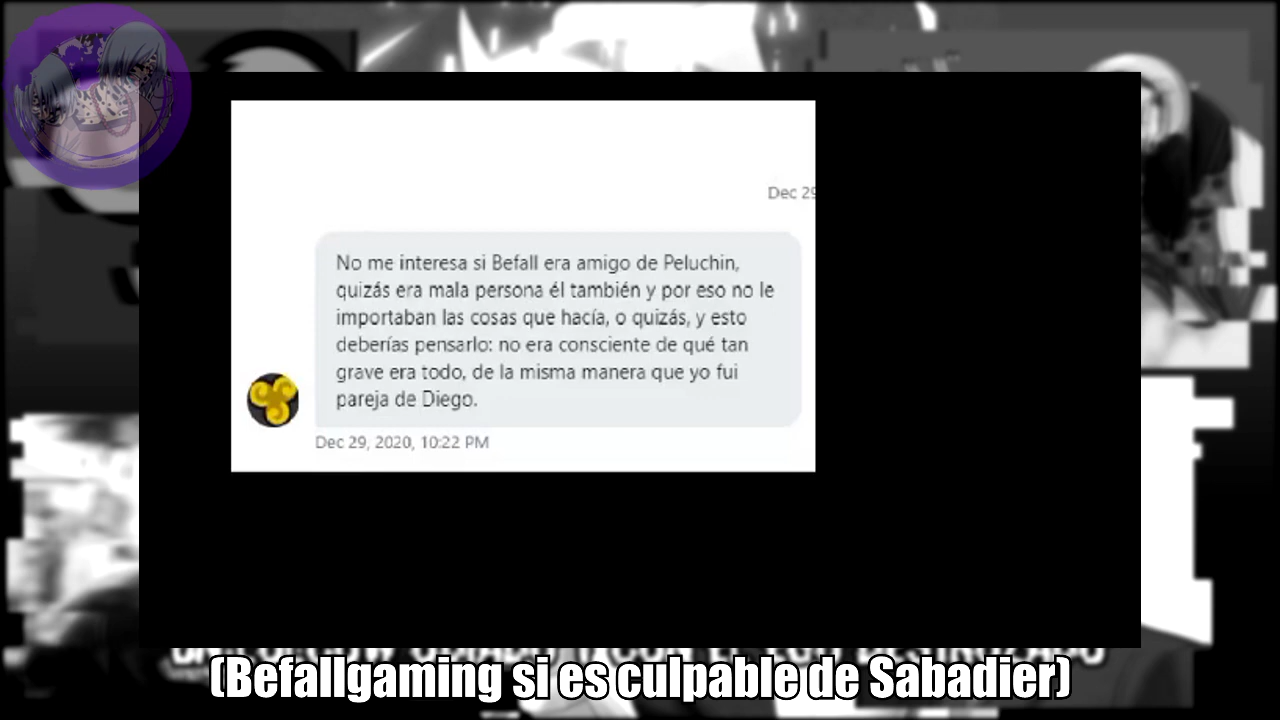 Dec 29
No me interesa si Befall era amigo de Peluchin,
quizás era mala persona él también y por eso no le
importaban las cosas que hacía, o quizás, y esto
deberías pensarlo: no era consciente de qué tan
grave era todo, de la misma manera que yo fui
pareja de Diego.
Dec 29, 2020, 10:22 PM
(Befallgaming si es culpable de Sabadier)